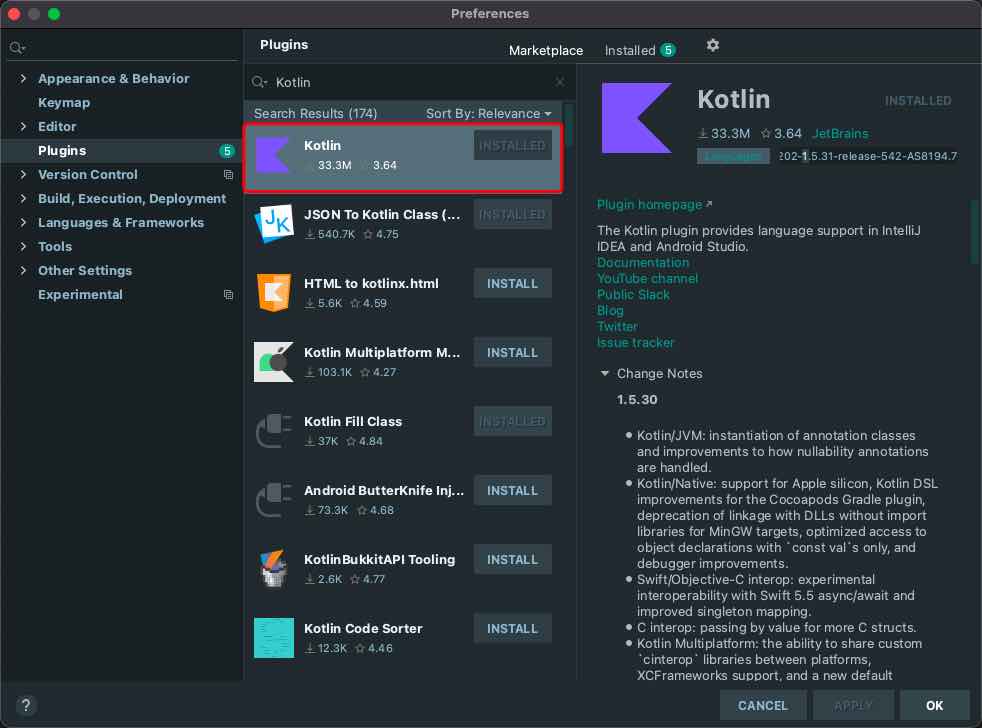 Preferences
Appearance & Behavior
Keymap
Editor
Plugins 5
Version Control
Build, Execution, Deployment
Languages & Frameworks
Tools
Other Settings
Experimental
?
Plugins
Marketplace
Installed 5
Kotlin
Search Results (174)
Sort By: Relevance
Kotlin
INSTALLED
33.3M 3.64
JSON To Kotlin Class (...
INSTALLED
540.7K 4.75
HTML to kotlinx.html
INSTALL
5.6K 4.59
Kotlin Multiplatform M...
INSTALL
103.1K 4.27
Kotlin Fill Class
INSTALLED
37K 4.84
Android ButterKnife Inj...
INSTALL
73.3K 4.68
KotlinBukkitAPI Tooling
INSTALL
2.6K 4.77
Kotlin Code Sorter
INSTALL
12.3K 4.46
Kotlin
INSTALLED
33.3M 3.64 JetBrains
Languages 202-1.5.31-release-542-AS8194.7
Plugin homepage
The Kotlin plugin provides language support in IntelliJ
IDEA and Android Studio.
Documentation
YouTube channel
Public Slack
Blog
Twitter
Issue tracker
Change Notes
1.5.30
Kotlin/JVM: instantiation of annotation classes
and improvements to how nullability annotations
are handled.
Kotlin/Native: support for Apple silicon, Kotlin DSL
improvements for the Cocoapods Gradle plugin,
deprecation of linkage with DLLs without import
libraries for MinGW targets, optimized access to
object declarations with `const val`s only, and
debugger improvements.
Swift/Objective-C interop: experimental
interoperability with Swift 5.5 async/await and
improved singleton mapping.
C interop: passing by value for more C structs.
Kotlin Multiplatform: the ability to share custom
`cinterop` libraries between platforms,
XCFrameworks support, and a new default
CANCEL
APPLY
OK